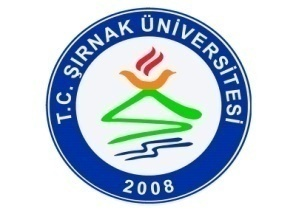 T.C. ŞIRNAK ÜNİVERSİTESİ
2008